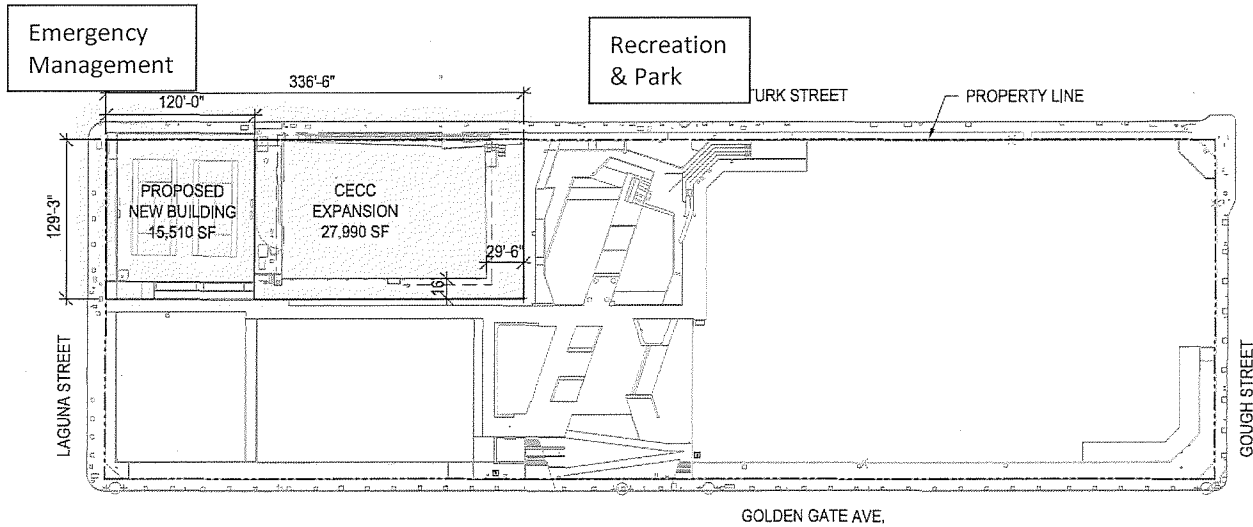 Emergency
Management
Recreation
& Park
336'-6"
120'-0"
TURK STREET
PROPERTY LINE
129'-3"
PROPOSED
NEW BUILDING
15,510 SF
CECC
EXPANSION
27,990 SF
29'-6"
16'
LAGUNA STREET
GOUGH STREET
GOLDEN GATE AVE,